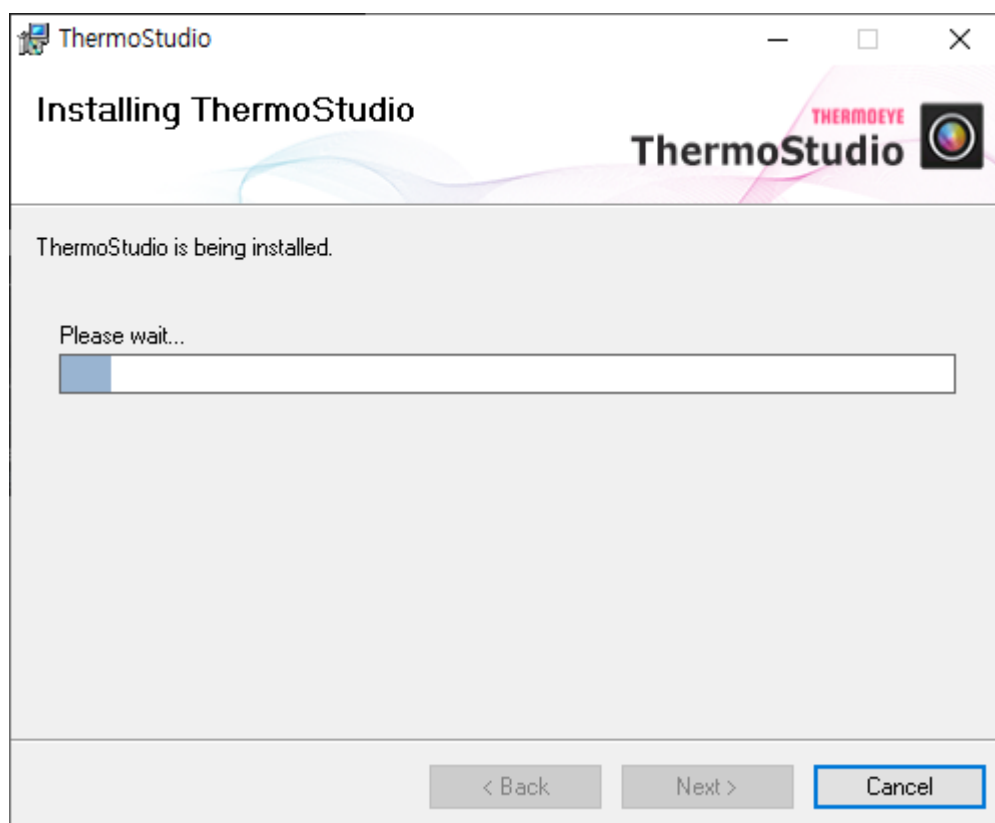 ThermoStudio
Installing ThermoStudio
THERMOEYE
ThermoStudio
ThermoStudio is being installed.
Please wait...
< Back
Next >
Cancel